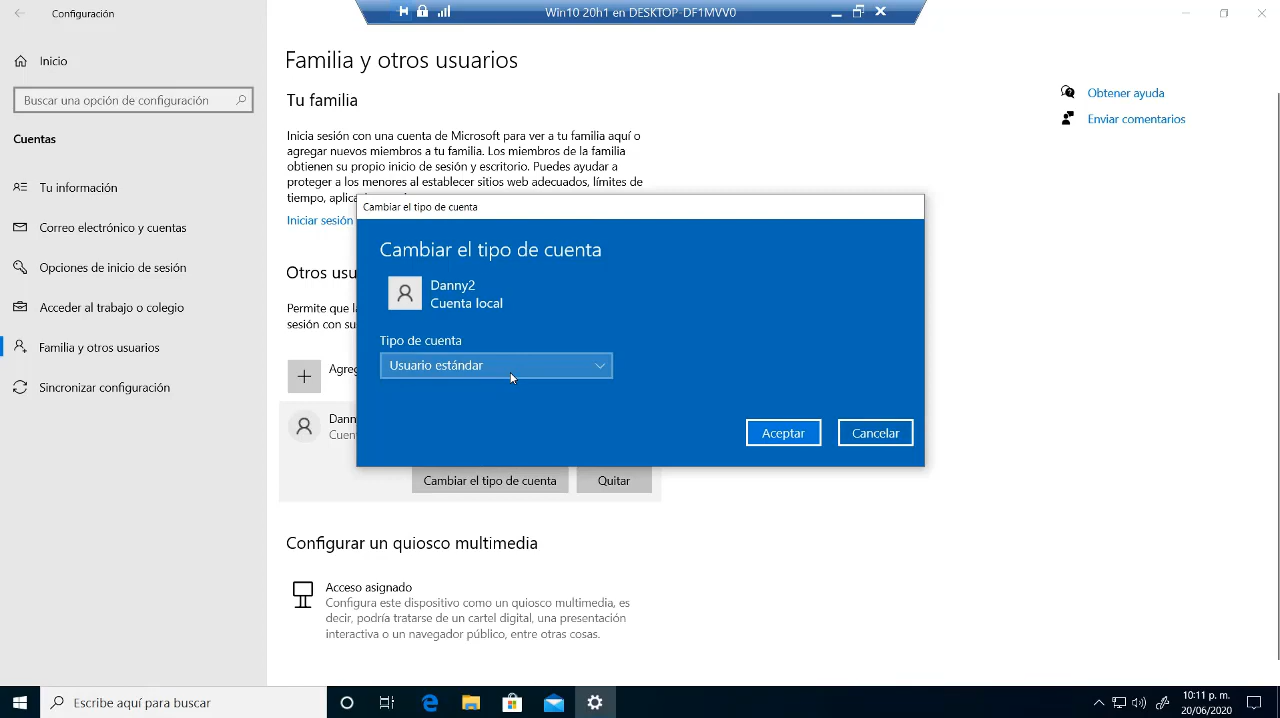 Configuración
Win10 20h1 en DESKTOP-DF1MVV0
Inicio
Buscar una opción de configuración
Cuentas
Tu información
Correo electrónico y cuentas
Opciones de inicio de sesión
Acceder al trabajo o colegio
Familia y otros usuarios
Sincronizar configuración
Familia y otros usuarios
Tu familia
Inicia sesión con una cuenta de Microsoft para ver a tu familia aquí o
agregar nuevos miembros a tu familia. Los miembros de la familia
obtienen su propio inicio de sesión y escritorio. Puedes ayudar a
proteger a los menores al establecer sitios web adecuados, límites de
tiempo,
Iniciar sesión
Otros
Permite que
sesión con
Obtener ayuda
Enviar comentarios
Cambiar el tipo de cuenta
Cambiar el tipo de cuenta
Danny2
Cuenta local
Tipo de cuenta
Usuario estándar
Aceptar
Cancelar
Cambiar el tipo de cuenta
Quitar
Configurar un quiosco multimedia
Acceso asignado
Configura este dispositivo como un quiosco multimedia, es
decir, podría tratarse de un cartel digital, una presentación
interactiva o un navegador público, entre otras cosas.
Escribe aquí para buscar
10:11 p. m.
20/06/2020